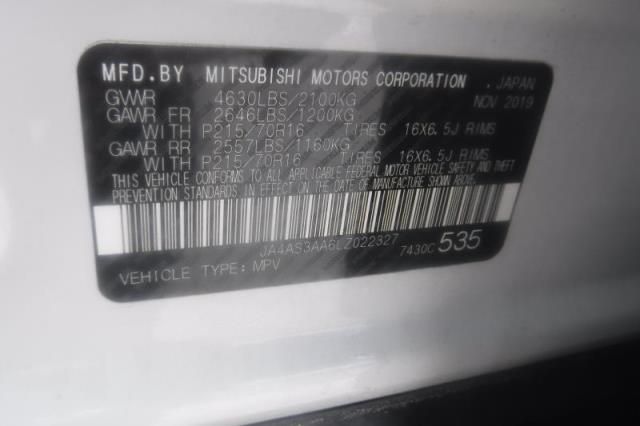 MFD.BY MITSUBISHI MOTORS CORPORATION . JAPAN
GVWR 4630LBS/2100KG NOV 2019
GAWR FR 2646LBS/1200KG
WITH P215/70R16 TIRES 16X6.5J RIMS
GAWR RR 2557LBS/1160KG
WITH P215/70R16 TIRES 16X6.5J RIMS
THIS VEHICLE CONFORMS TO ALL APPLICABLE FEDERAL MOTOR VEHICLE SAFETY AND THEFT
PREVENTION STANDARDS IN EFFECT ON THE DATE OF MANUFACTURE SHOWN ABOVE.
JA4AS3AA6LZ022327 7430C 535
VEHICLE TYPE:MPV